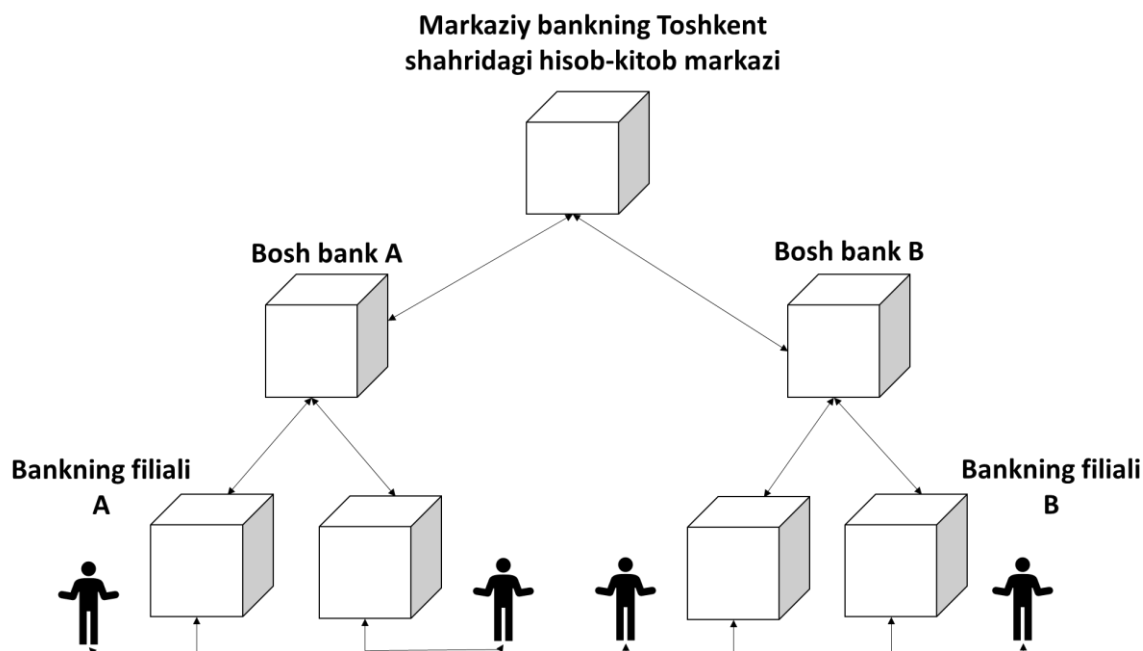 Markaziy bankning Toshkent
shahridagi hisob-kitob markazi
Bosh bank A
Bosh bank B
Bankning filiali
A
Bankning filiali
B